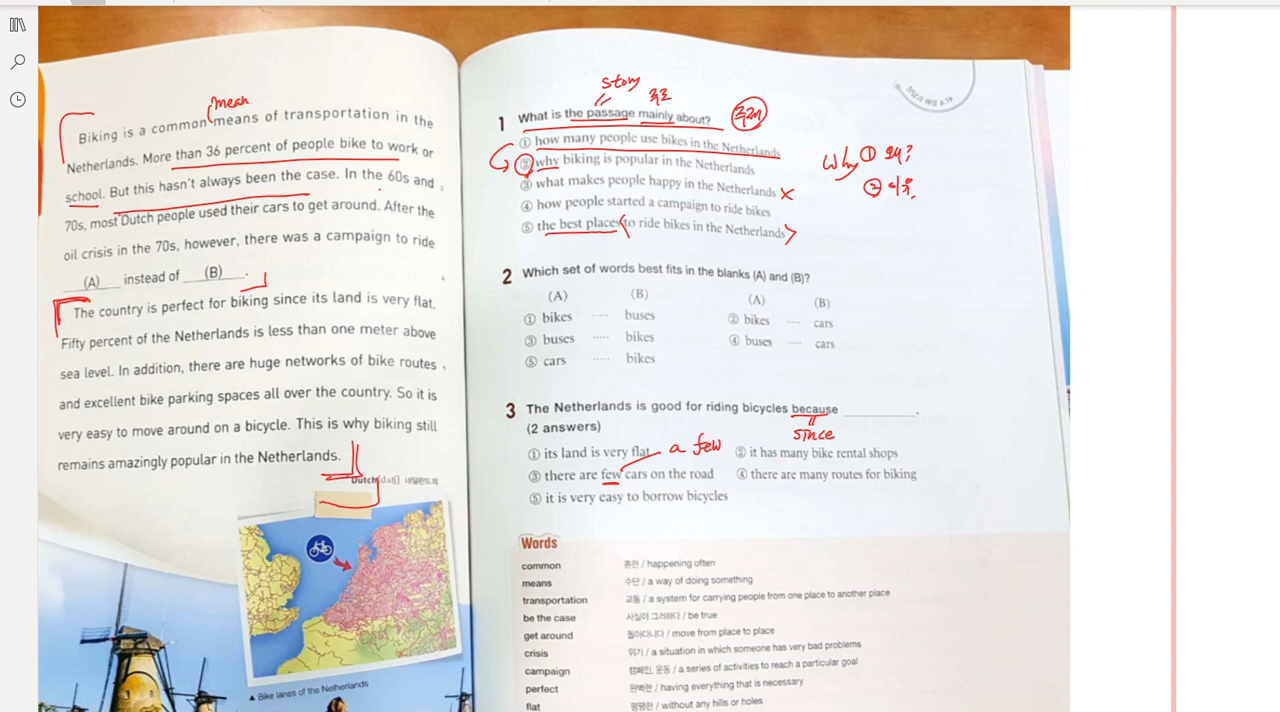 mean
Biking is a common means of transportation in the
Netherlands. More than 36 percent of people bike to work or
school. But this hasn't always been the case. In the 60s and
70s, most Dutch people used their cars to get around. After the
oil crisis in the 70s, however, there was a campaign to ride
(A) instead of (B).
The country is perfect for biking since its land is very flat.
Fifty percent of the Netherlands is less than one meter above
sea level. In addition, there are huge networks of bike routes
and excellent bike parking spaces all over the country. So it is
very easy to move around on a bicycle. This is why biking still
remains amazingly popular in the Netherlands.
Dutch[dʌtʃ] 네덜란드의
▲ Bike lanes of the Netherlands
story
주로
1 What is the passage mainly about?
주제
① how many people use bikes in the Netherlands
② why biking is popular in the Netherlands
③ what makes people happy in the Netherlands
④ how people started a campaign to ride bikes
⑤ the best places to ride bikes in the Netherlands
why ① 왜?
② 이유.
2 Which set of words best fits in the blanks (A) and (B)?
(A) (B) (A) (B)
① bikes ····· buses ② bikes ····· cars
③ buses ····· bikes ④ buses ····· cars
⑤ cars ····· bikes
3 The Netherlands is good for riding bicycles because ____________.
(2 answers)
since
① its land is very flat ② it has many bike rental shops
a few
③ there are few cars on the road ④ there are many routes for biking
⑤ it is very easy to borrow bicycles
Words
common 흔한 / happening often
means 수단 / a way of doing something
transportation 교통 / a system for carrying people from one place to another place
be the case 사실이 그러하다 / be true
get around 돌아다니다 / move from place to place
crisis 위기 / a situation in which someone has very bad problems
campaign 캠페인, 운동 / a series of activities to reach a particular goal
perfect 완벽한 / having everything that is necessary
flat 평평한 / without any hills or holes